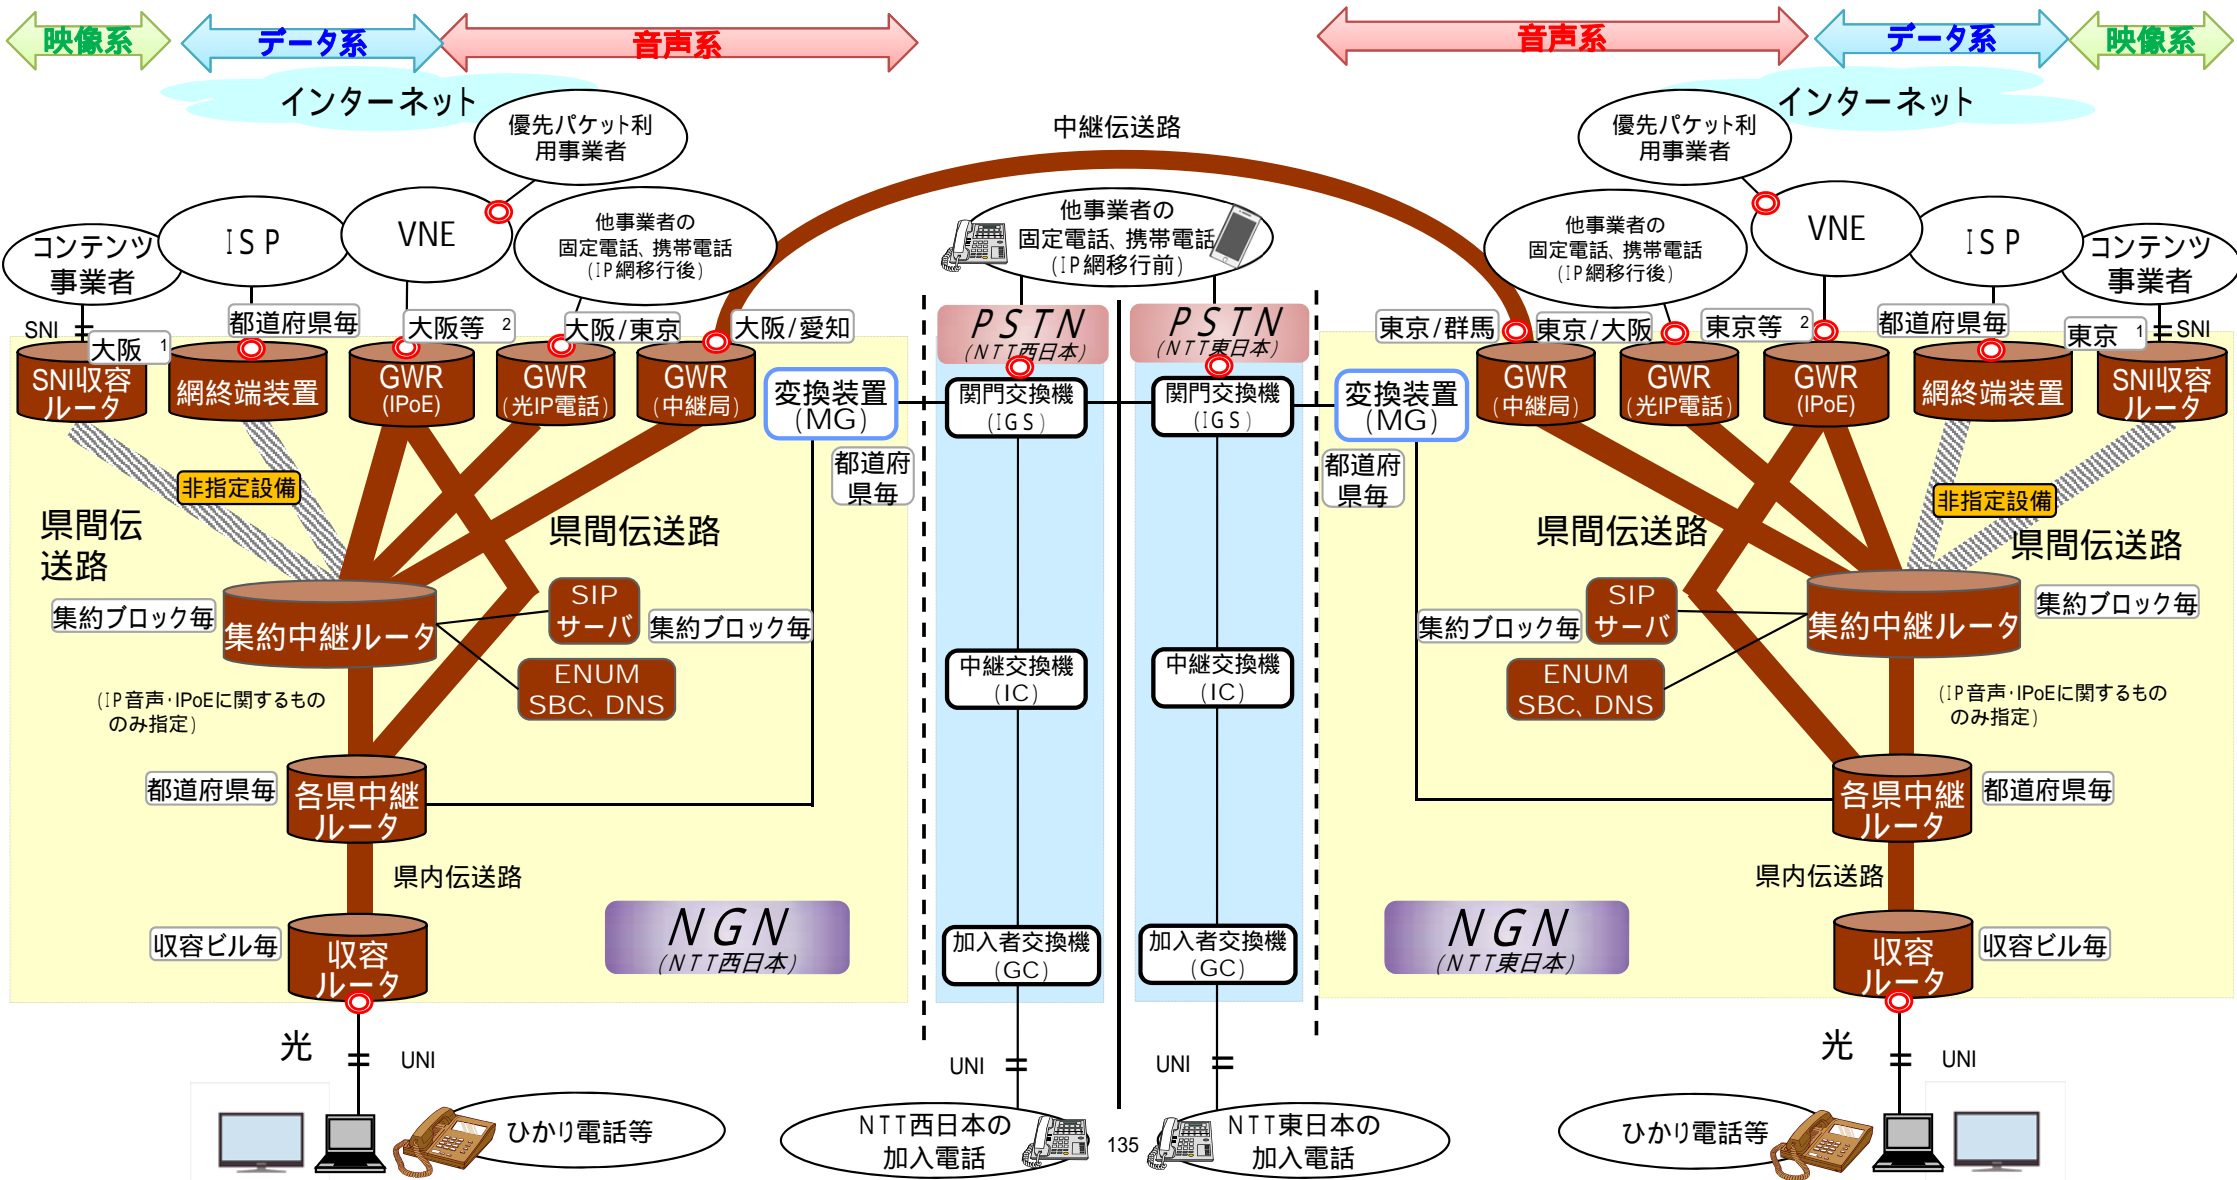 映像系
データ系
音声系
音声系
データ系
映像系
インターネット
インターネット
中継伝送路
優先パケット利
用事業者
優先パケット利
用事業者
コンテンツ
事業者
ISP
VNE
他事業者の
固定電話、携帯電話
(IP網移行後)
他事業者の
固定電話、携帯電話
(IP網移行前)
他事業者の
固定電話、携帯電話
(IP網移行後)
VNE
ISP
コンテンツ
事業者
SNI
大阪 1
都道府県毎
大阪等 2
大阪/東京
大阪/愛知
PSTN
(NTT西日本)
PSTN
(NTT東日本)
東京/群馬
東京/大阪
東京等 2
都道府県毎
東京 1
SNI
SNI収容
ルータ
網終端装置
GWR
(IPoE)
GWR
(光IP電話)
GWR
(中継局)
変換装置
(MG)
関門交換機
(IGS)
関門交換機
(IGS)
変換装置
(MG)
GWR
(中継局)
GWR
(光IP電話)
GWR
(IPoE)
網終端装置
SNI収容
ルータ
都道府
県毎
都道府
県毎
非指定設備
非指定設備
県間伝
送路
県間伝送路
県間伝送路
県間伝送路
集約ブロック毎
集約中継ルータ
SIP
サーバ
集約ブロック毎
ENUM
SBC、DNS
中継交換機
(IC)
中継交換機
(IC)
集約ブロック毎
SIP
サーバ
ENUM
SBC、DNS
集約中継ルータ
集約ブロック毎
(IP音声・IPoEに関するもの
のみ指定)
(IP音声・IPoEに関するもの
のみ指定)
都道府県毎
各県中継
ルータ
各県中継
ルータ
都道府県毎
県内伝送路
県内伝送路
収容ビル毎
収容
ルータ
NGN
(NTT西日本)
加入者交換機
(GC)
加入者交換機
(GC)
NGN
(NTT東日本)
収容
ルータ
収容ビル毎
光
UNI
UNI
UNI
光
UNI
ひかり電話等
NTT西日本の
加入電話
135
NTT東日本の
加入電話
ひかり電話等